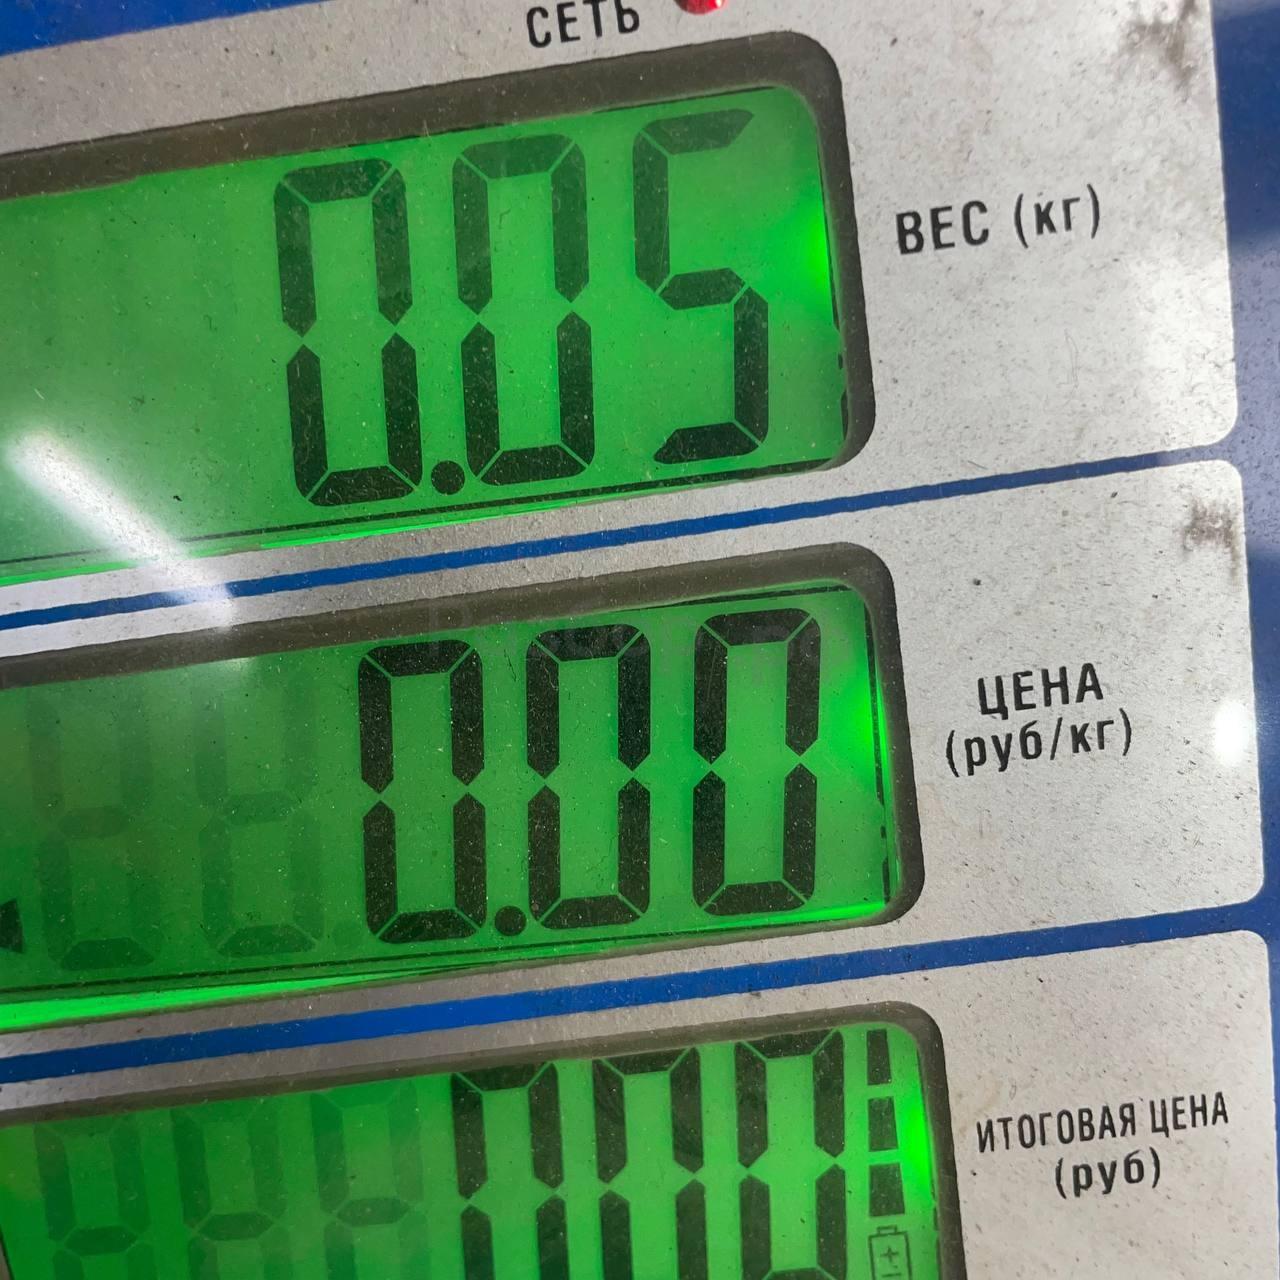 СЕТЬ
0.05
ВЕС (кг)
0.00
ЦЕНА
(руб/кг)
ИТОГОВАЯ ЦЕНА
(руб)